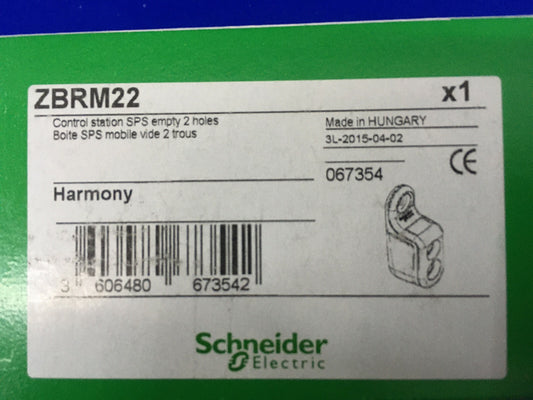 ZBRM22 x1
Control station SPS empty 2 holes
Boite SPS mobile vide 2 trous
Made in HUNGARY
3L-2015-04-02
067354
CE
Harmony
3 606480 673542
Schneider
Electric